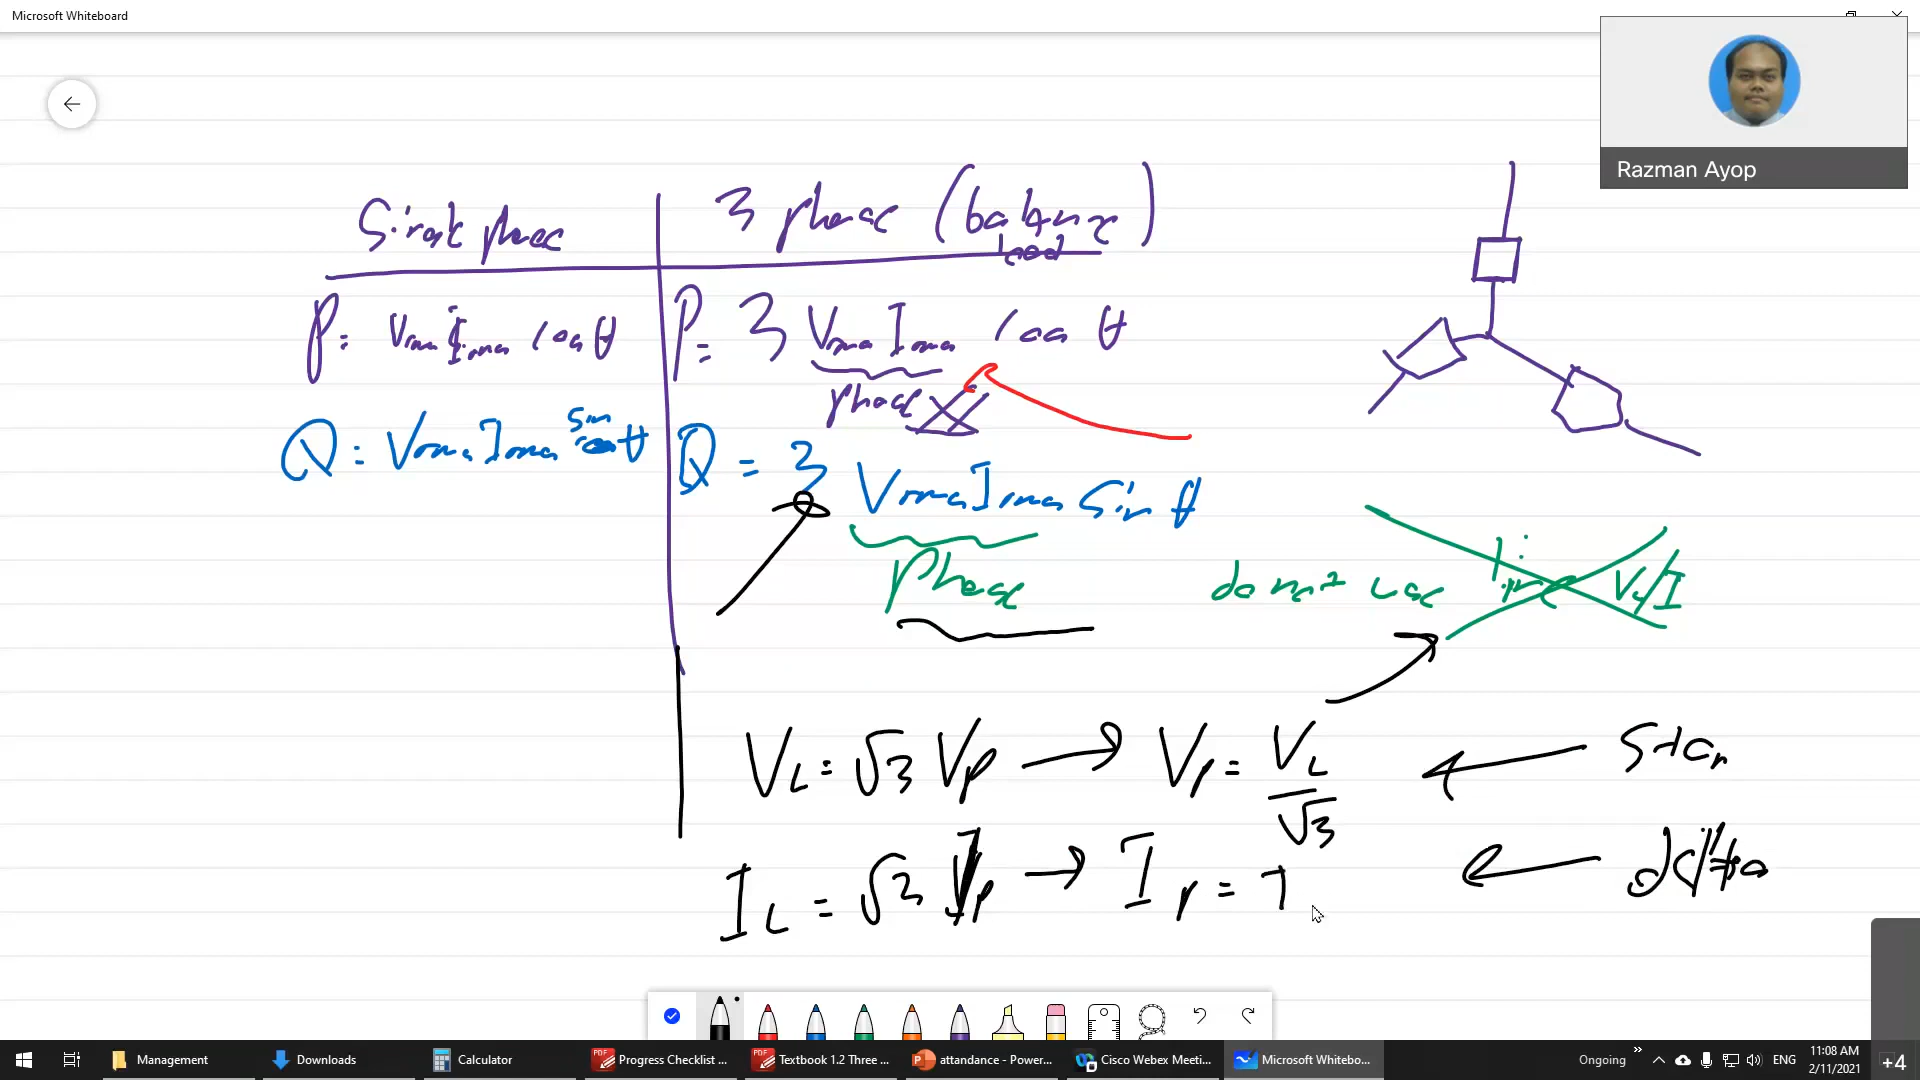 Microsoft Whiteboard
Razman Ayop
Single phase
3 phase (balance load)
P = Vrms Irms cos θ
P = 3 Vrms Irms cos θ
phase
Q = Vrms Irms sin θ
Q = 3 Vrms Irms Sin θ
Phase
do not use line V/I
VL = √3 Vp → Vp = VL/√3 ← Star
IL = √3 Ip → Ip = I ← delta
Management
Downloads
Calculator
Progress Checklist ...
Textbook 1.2 Three ...
attandance - Power...
Cisco Webex Meeti...
Microsoft Whitebo...
Ongoing
ENG
11:08 AM
2/11/2021
+4